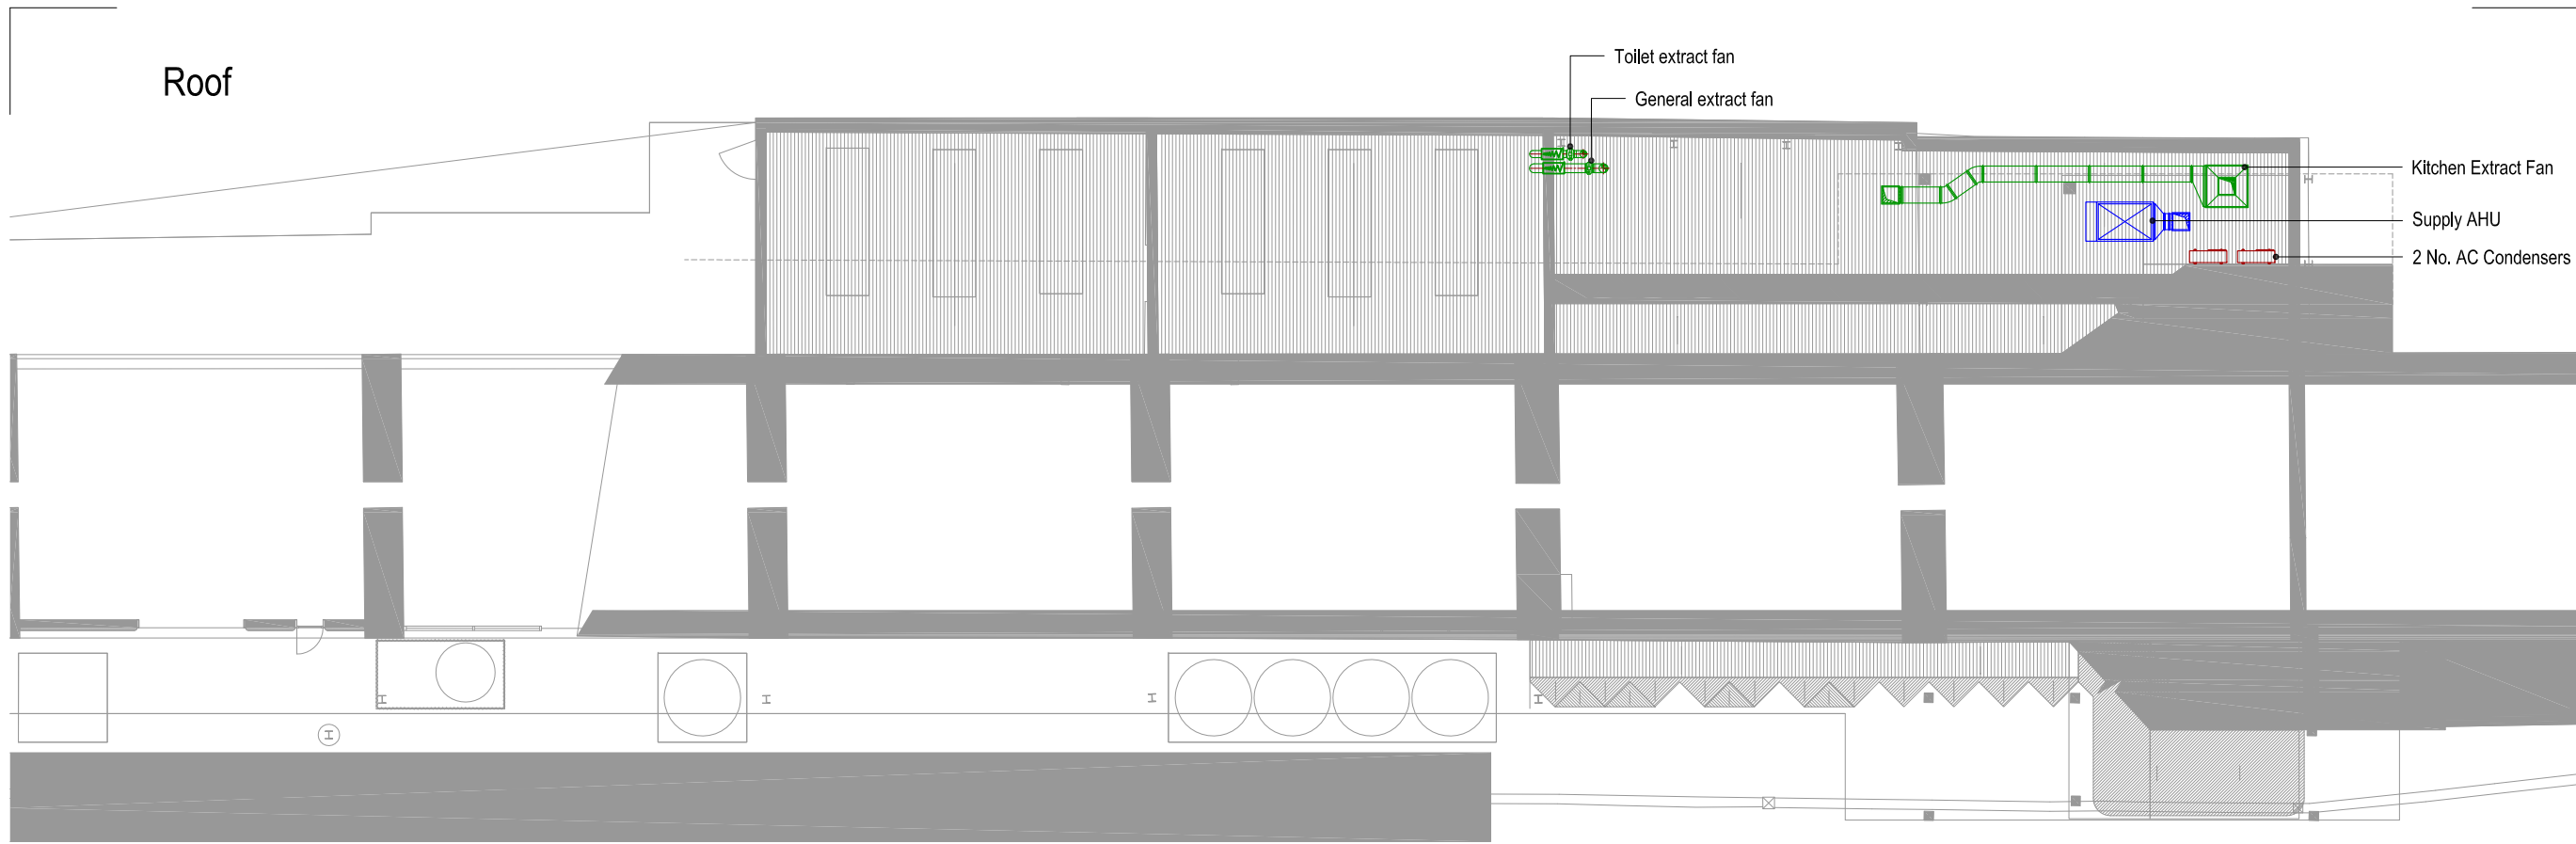 Roof
Toilet extract fan
General extract fan
Kitchen Extract Fan
Supply AHU
2 No. AC Condensers